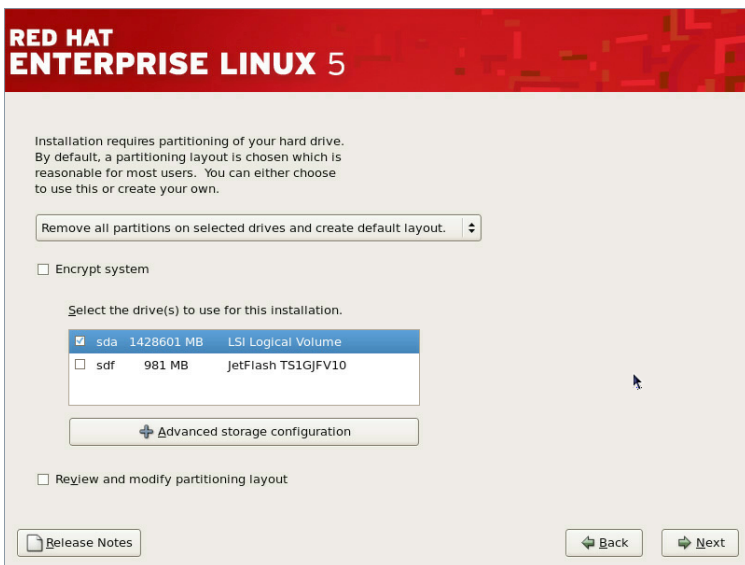 RED HAT
ENTERPRISE LINUX 5
Installation requires partitioning of your hard drive.
By default, a partitioning layout is chosen which is
reasonable for most users.  You can either choose
to use this or create your own.
Remove all partitions on selected drives and create default layout.
Encrypt system
Select the drive(s) to use for this installation.
sda 1428601 MB LSI Logical Volume
sdf 981 MB JetFlash TS1GJFV10
Advanced storage configuration
Review and modify partitioning layout
Release Notes
Back
Next